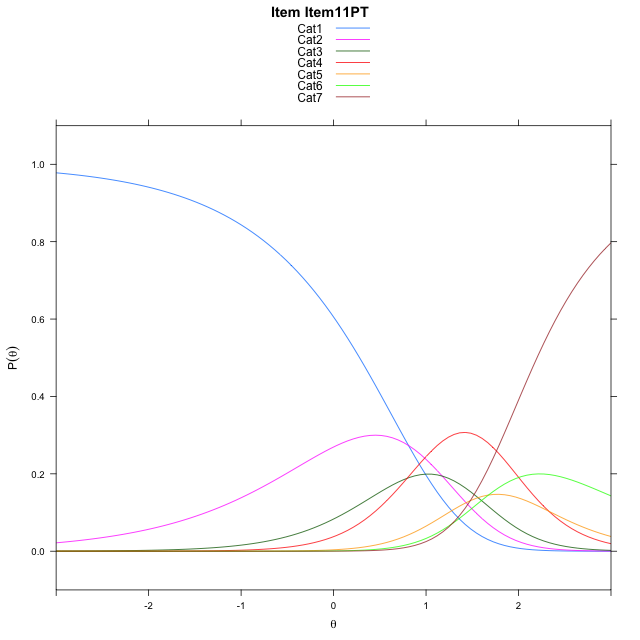 Item Item11PT
Cat1
Cat2
Cat3
Cat4
Cat5
Cat6
Cat7
1.0
0.8
0.6
0.4
0.2
0.0
P(θ)
-2 -1 0 1 2
θ